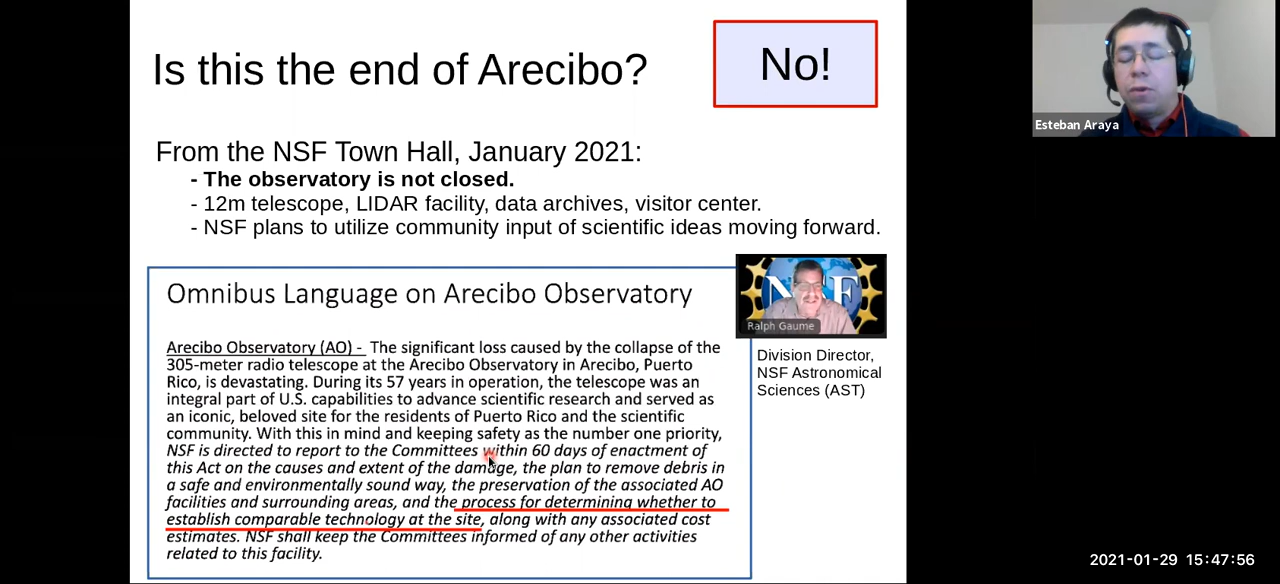 Is this the end of Arecibo?
No!
From the NSF Town Hall, January 2021:
- The observatory is not closed.
- 12m telescope, LIDAR facility, data archives, visitor center.
- NSF plans to utilize community input of scientific ideas moving forward.
Omnibus Language on Arecibo Observatory
Arecibo Observatory (AO) - The significant loss caused by the collapse of the
305-meter radio telescope at the Arecibo Observatory in Arecibo, Puerto
Rico, is devastating. During its 57 years in operation, the telescope was an
integral part of U.S. capabilities to advance scientific research and served as
an iconic, beloved site for the residents of Puerto Rico and the scientific
community. With this in mind and keeping safety as the number one priority,
NSF is directed to report to the Committees within 60 days of enactment of
this Act on the causes and extent of the damage, the plan to remove debris in
a safe and environmentally sound way, the preservation of the associated AO
facilities and surrounding areas, and the process for determining whether to
establish comparable technology at the site, along with any associated cost
estimates. NSF shall keep the Committees informed of any other activities
related to this facility.
NSF
Ralph Gaume
Division Director,
NSF Astronomical
Sciences (AST)
Esteban Araya
2021-01-29 15:47:56